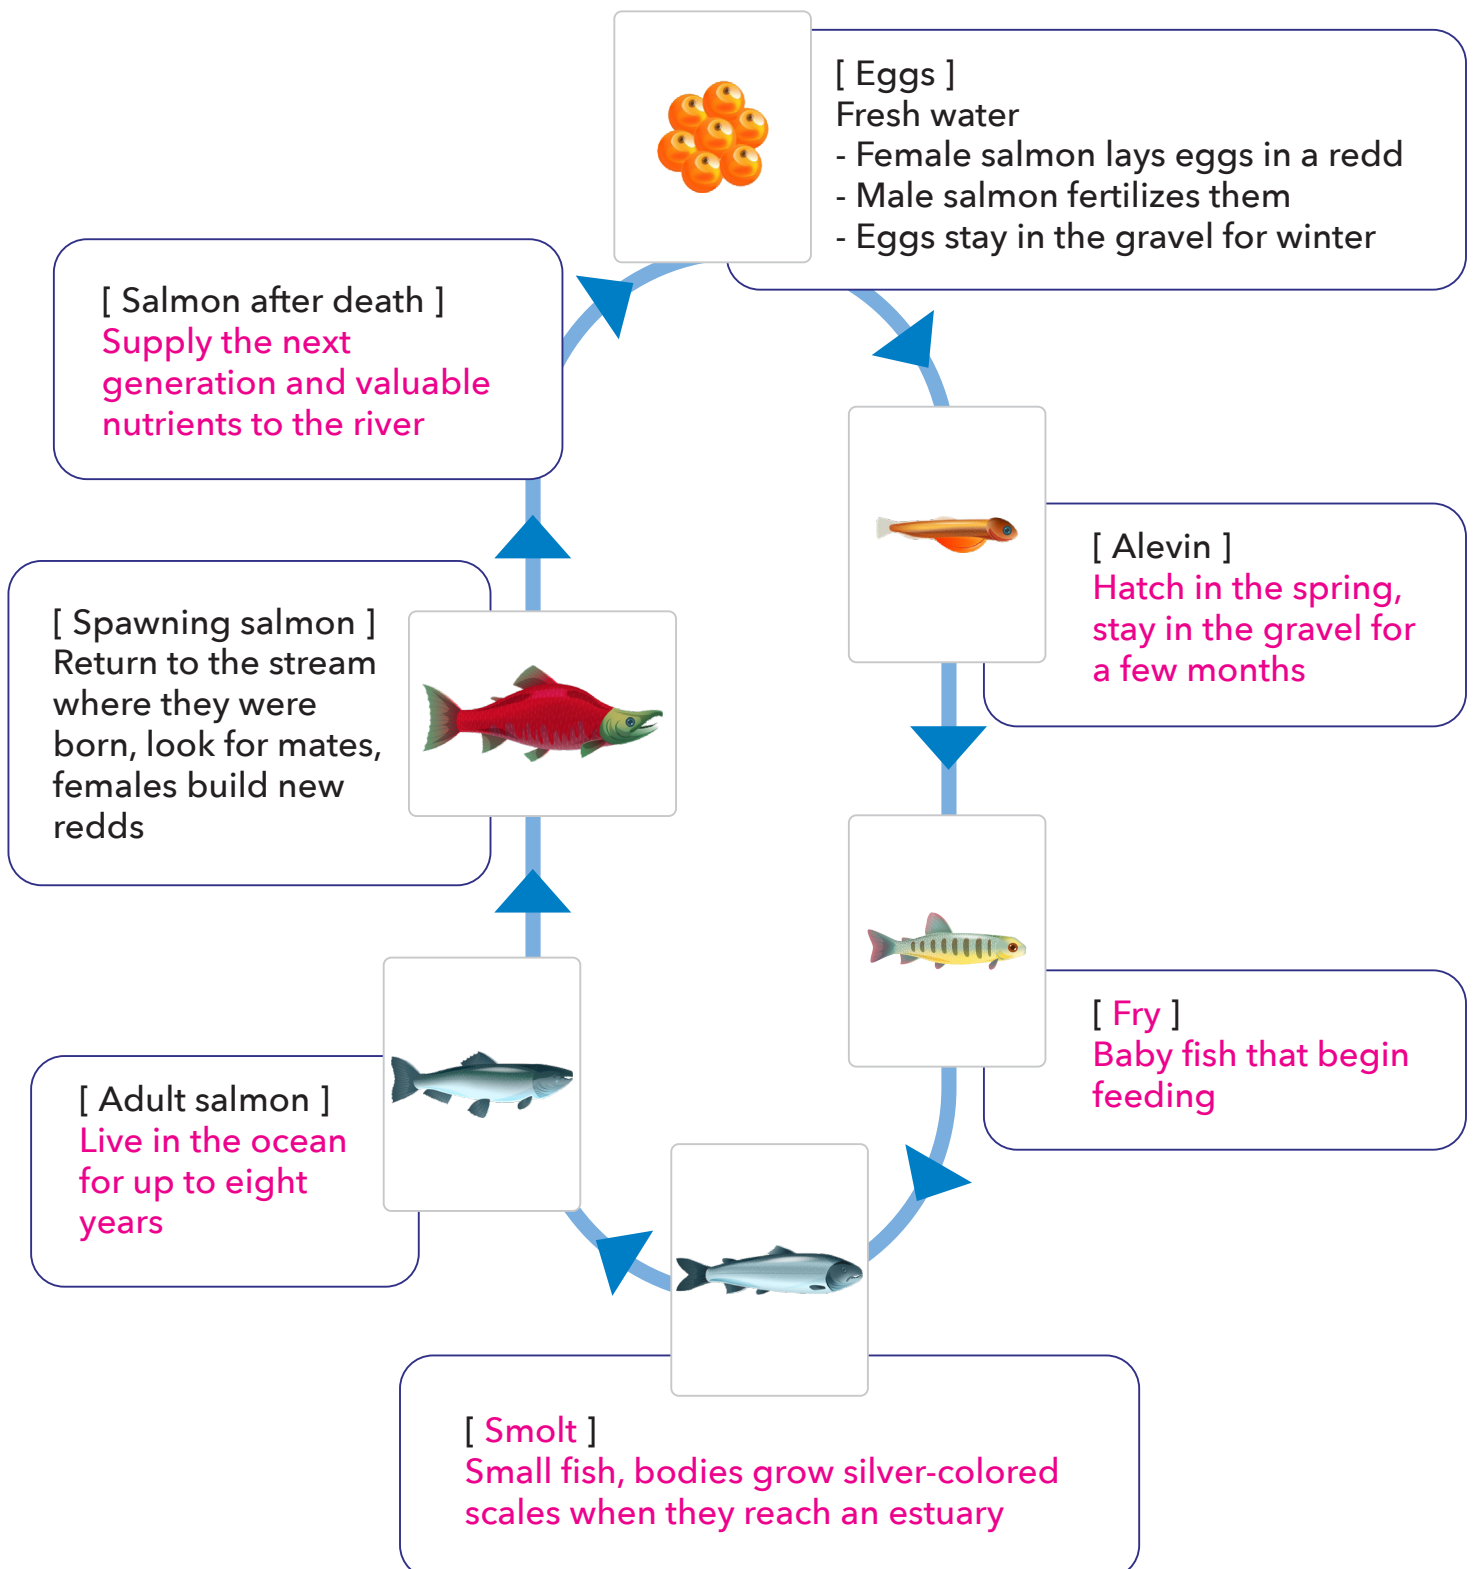 [ Eggs ]
Fresh water
- Female salmon lays eggs in a redd
- Male salmon fertilizes them
- Eggs stay in the gravel for winter
[ Salmon after death ]
Supply the next
generation and valuable
nutrients to the river
[ Alevin ]
Hatch in the spring,
stay in the gravel for
a few months
[ Spawning salmon ]
Return to the stream
where they were
born, look for mates,
females build new
redds
[ Fry ]
Baby fish that begin
feeding
[ Adult salmon ]
Live in the ocean
for up to eight
years
[ Smolt ]
Small fish, bodies grow silver-colored
scales when they reach an estuary